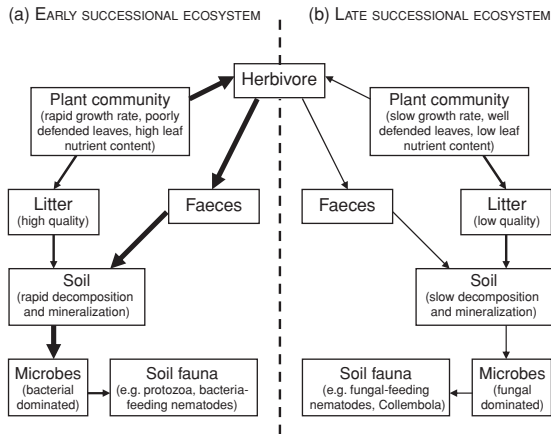 (a) EARLY SUCCESSIONAL ECOSYSTEM
(b) LATE SUCCESSIONAL ECOSYSTEM
Herbivore
Plant community
(rapid growth rate, poorly
defended leaves, high leaf
nutrient content)
Plant community
(slow growth rate, well
defended leaves, low leaf
nutrient content)
Litter
(high quality)
Faeces
Faeces
Litter
(low quality)
Soil
(rapid decomposition
and mineralization)
Soil
(slow decomposition
and mineralization)
Microbes
(bacterial
dominated)
Soil fauna
(e.g. protozoa, bacteria-
feeding nematodes)
Soil fauna
(e.g. fungal-feeding
nematodes, Collembola)
Microbes
(fungal
dominated)